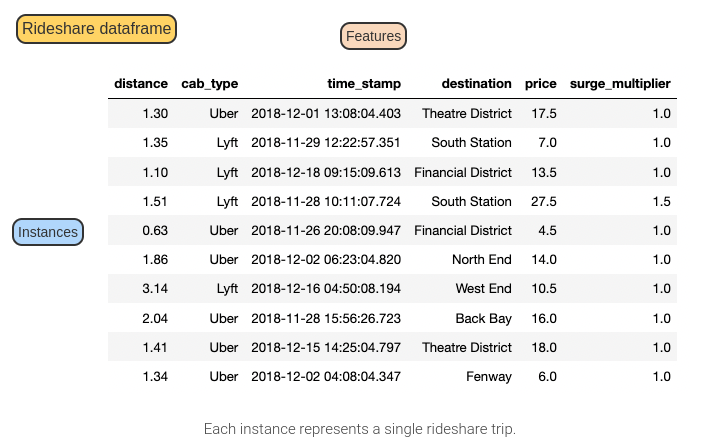 Rideshare dataframe
Features
distance cab_type time_stamp destination price surge_multiplier
1.30 Uber 2018-12-01 13:08:04.403 Theatre District 17.5 1.0
1.35 Lyft 2018-11-29 12:22:57.351 South Station 7.0 1.0
1.10 Lyft 2018-12-18 09:15:09.613 Financial District 13.5 1.0
1.51 Lyft 2018-11-28 10:11:07.724 South Station 27.5 1.5
Instances
0.63 Uber 2018-11-26 20:08:09.947 Financial District 4.5 1.0
1.86 Uber 2018-12-02 06:23:04.820 North End 14.0 1.0
3.14 Lyft 2018-12-16 04:50:08.194 West End 10.5 1.0
2.04 Uber 2018-11-28 15:56:26.723 Back Bay 16.0 1.0
1.41 Uber 2018-12-15 14:25:04.797 Theatre District 18.0 1.0
1.34 Uber 2018-12-02 04:08:04.347 Fenway 6.0 1.0
Each instance represents a single rideshare trip.